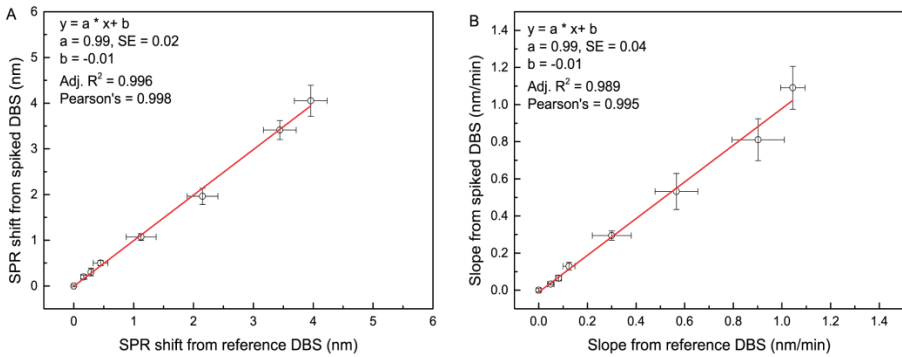 A
y = a * x+ b
a = 0.99, SE = 0.02
b = -0.01
Adj. R² = 0.996
Pearson's = 0.998
SPR shift from spiked DBS (nm)
6
5
4
3
2
1
0
0 1 2 3 4 5 6
SPR shift from reference DBS (nm)
B
y = a * x+ b
a = 0.99, SE = 0.04
b = -0.01
Adj. R² = 0.989
Pearson's = 0.995
Slope from spiked DBS (nm/min)
1.4
1.2
1.0
0.8
0.6
0.4
0.2
0.0
0.0 0.2 0.4 0.6 0.8 1.0 1.2 1.4
Slope from reference DBS (nm/min)